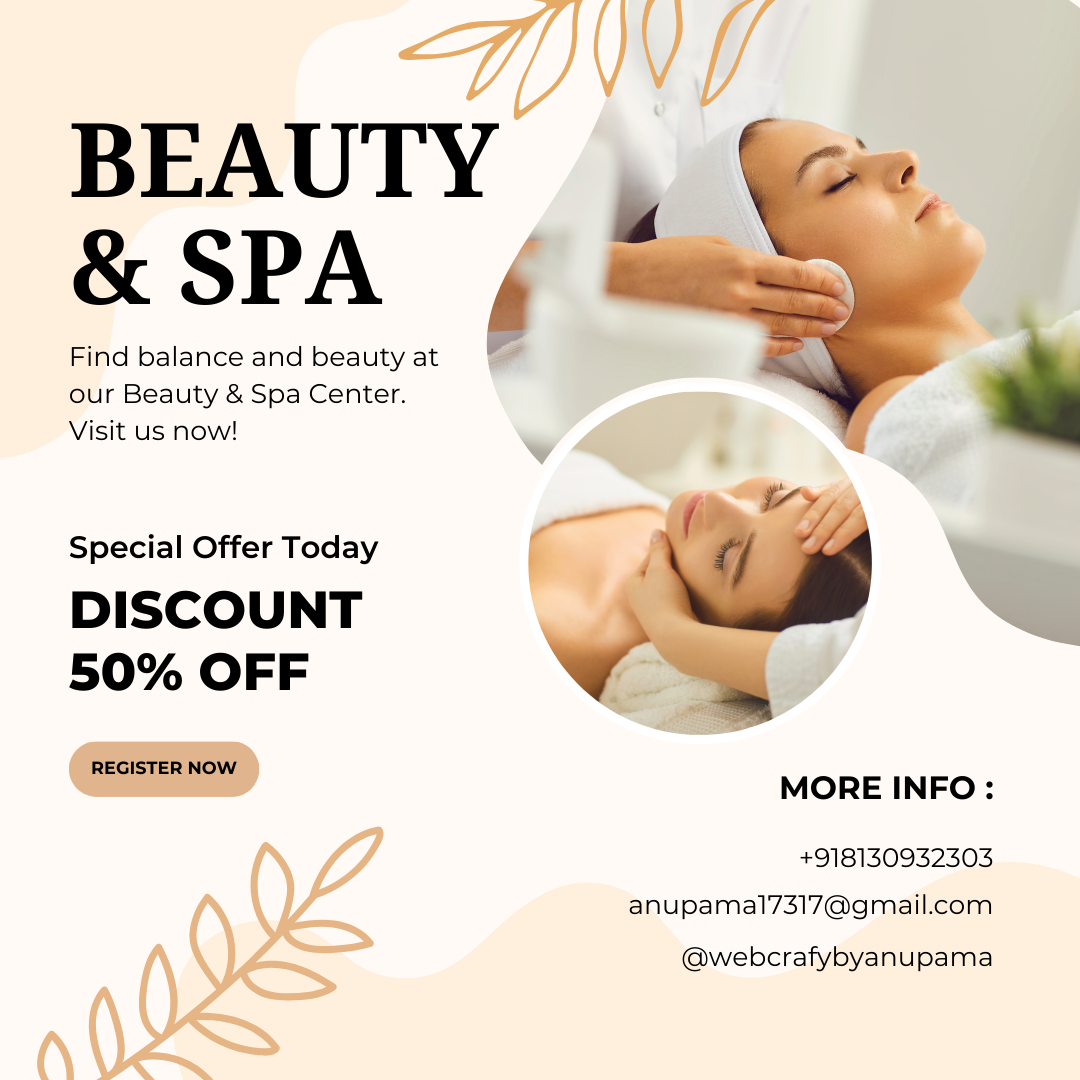 BEAUTY
& SPA
Find balance and beauty at
our Beauty & Spa Center.
Visit us now!
Special Offer Today
DISCOUNT
50% OFF
REGISTER NOW
MORE INFO :
+918130932303
anupama17317@gmail.com
@webcrafybyanupama